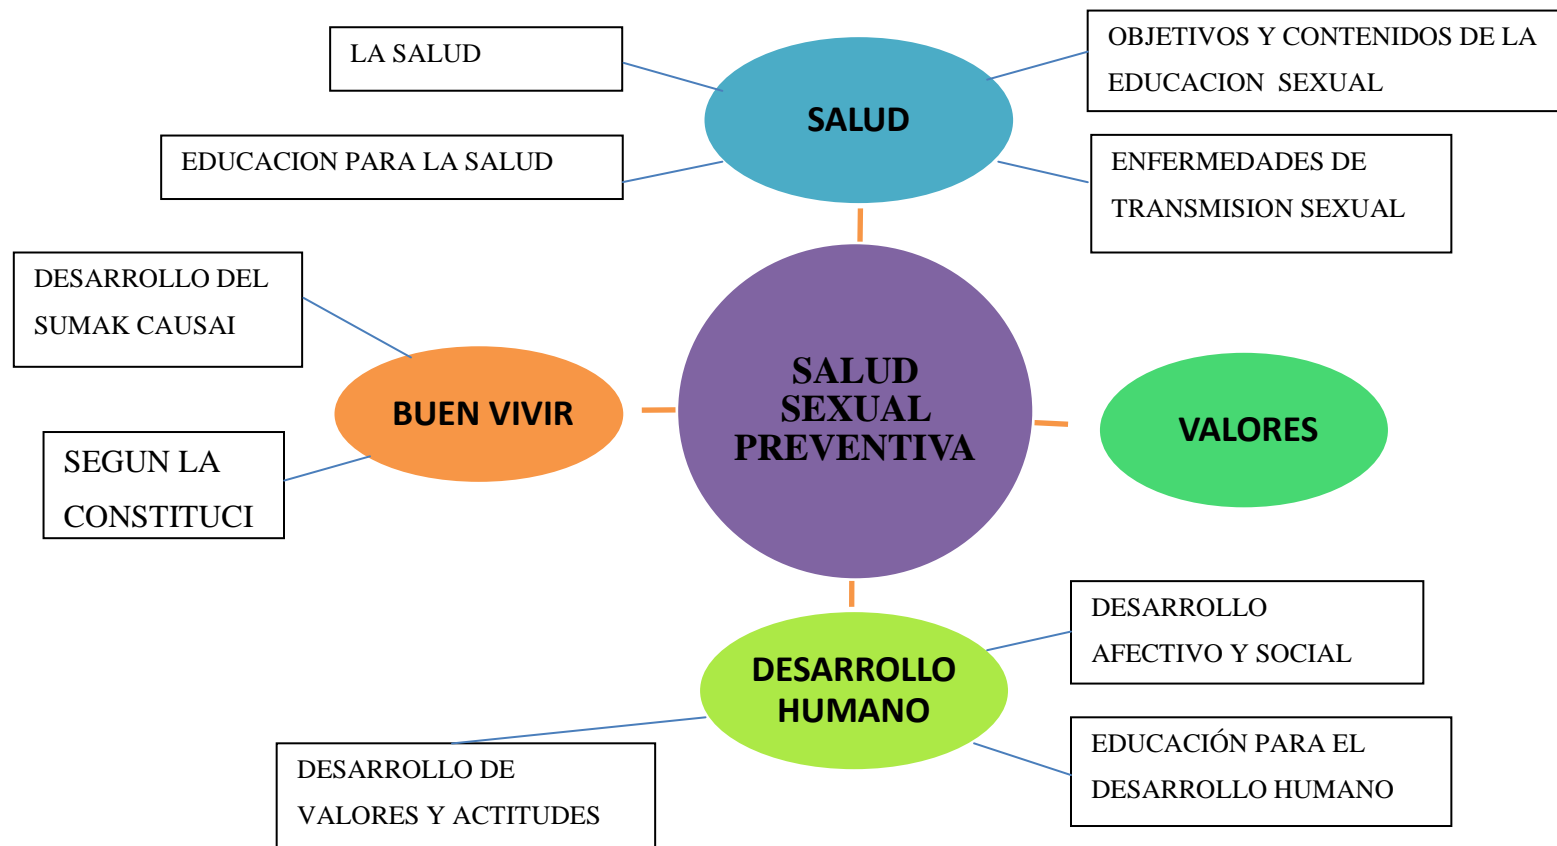 LA SALUD
OBJETIVOS Y CONTENIDOS DE LA
EDUCACION SEXUAL
SALUD
EDUCACION PARA LA SALUD
ENFERMEDADES DE
TRANSMISION SEXUAL
DESARROLLO DEL
SUMAK CAUSAI
BUEN VIVIR
SEGUN LA
CONSTITUCI
SALUD
SEXUAL
PREVENTIVA
VALORES
DESARROLLO
HUMANO
DESARROLLO
AFECTIVO Y SOCIAL
EDUCACIÓN PARA EL
DESARROLLO HUMANO
DESARROLLO DE
VALORES Y ACTITUDES